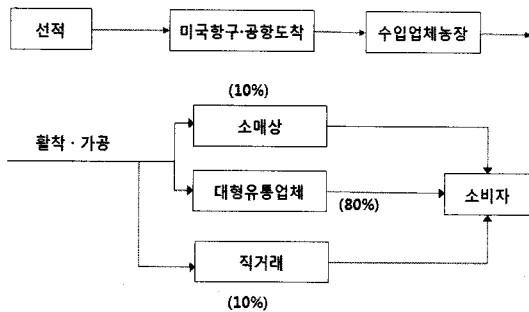 선적
미국항구·공항도착
수입업체농장
(10%)
소매상
활착·가공
대형유통업체
(80%)
소비자
직거래
(10%)